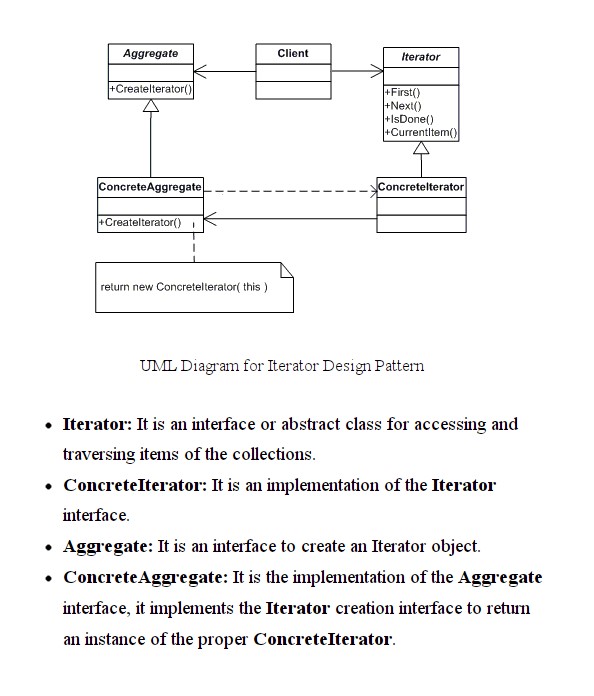 Aggregate
Client
Iterator
+CreateIterator()
+First()
+Next()
+IsDone()
+CurrentItem()
ConcreteAggregate
ConcreteIterator
+CreateIterator()
return new ConcreteIterator( this )
UML Diagram for Iterator Design Pattern
• Iterator: It is an interface or abstract class for accessing and
traversing items of the collections.
• ConcreteIterator: It is an implementation of the Iterator
interface.
• Aggregate: It is an interface to create an Iterator object.
• ConcreteAggregate: It is the implementation of the Aggregate
interface, it implements the Iterator creation interface to return
an instance of the proper ConcreteIterator.